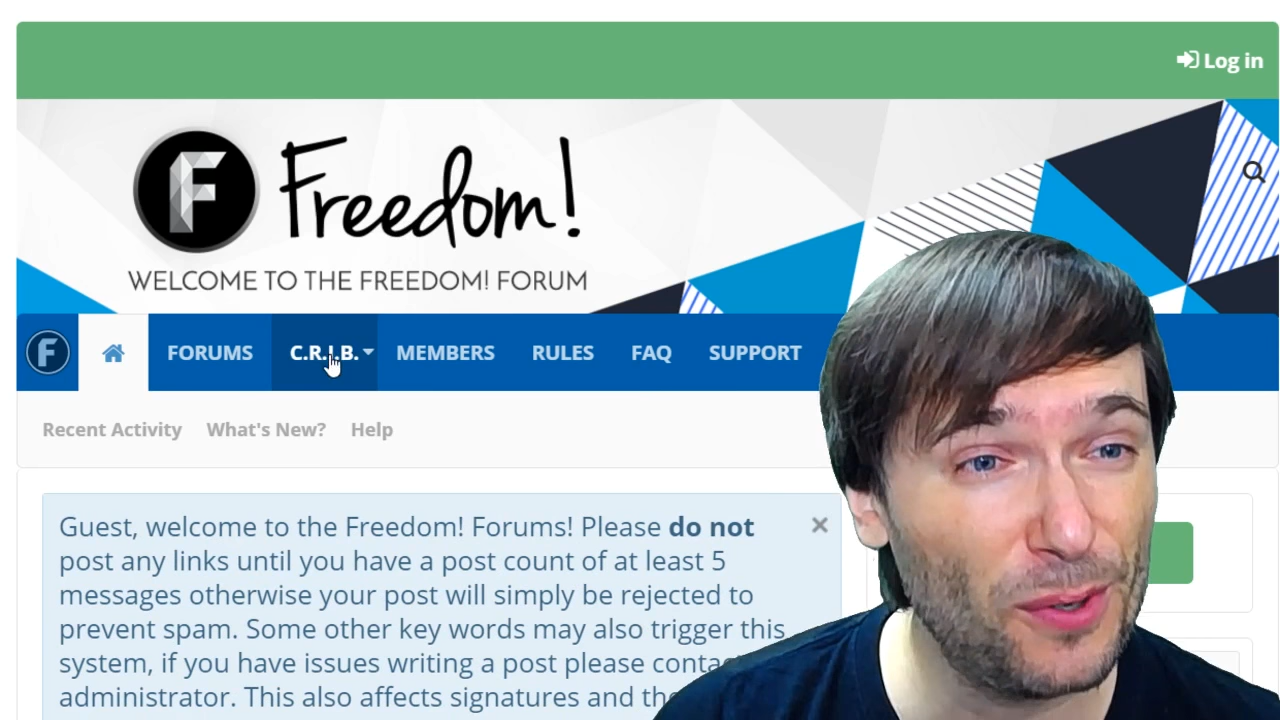 Log in
F Freedom!
WELCOME TO THE FREEDOM! FORUM
F FORUMS C.R.I.B. MEMBERS RULES FAQ SUPPORT
Recent Activity What's New? Help
Guest, welcome to the Freedom! Forums! Please do not
post any links until you have a post count of at least 5
messages otherwise your post will simply be rejected to
prevent spam. Some other key words may also trigger this
system, if you have issues writing a post please
administrator. This also affects signatures and